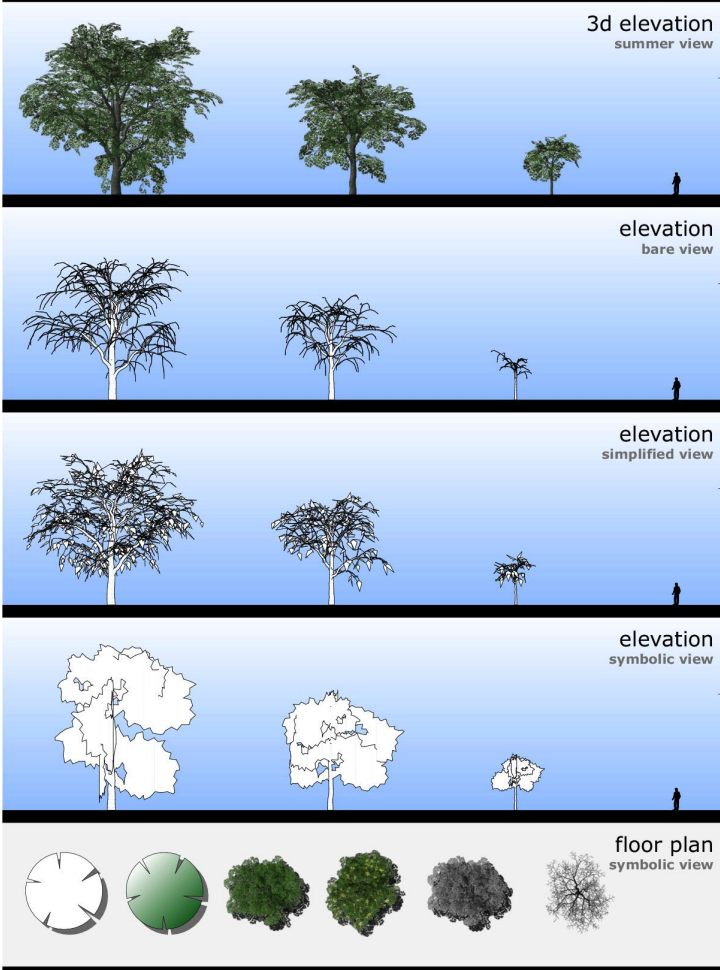 3d elevation
summer view
elevation
bare view
elevation
simplified view
elevation
symbolic view
floor plan
symbolic view